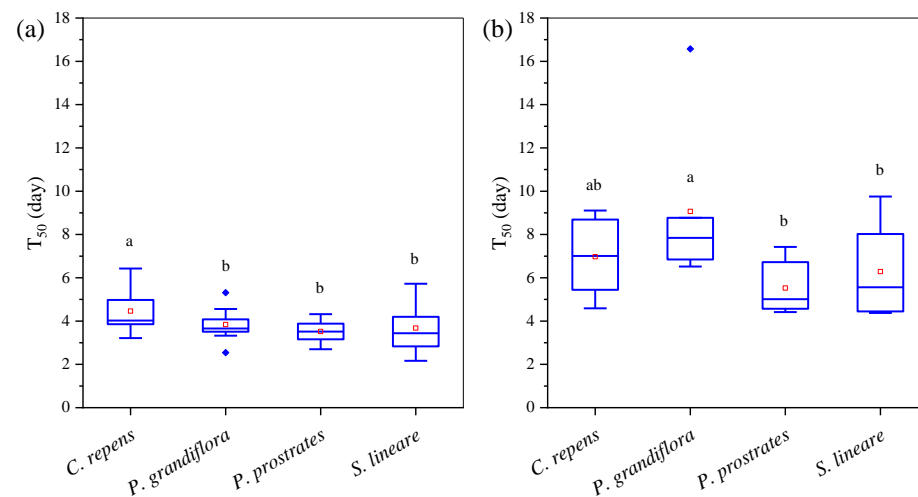 (a)
T50 (day)
18
16
14
12
10
8
6
4
2
0
a
b
b
b
C. repens
P. grandiflora
P. prostrates
S. lineare
(b)
T50 (day)
18
16
14
12
10
8
6
4
2
0
ab
a
b
b
C. repens
P. grandiflora
P. prostrates
S. lineare